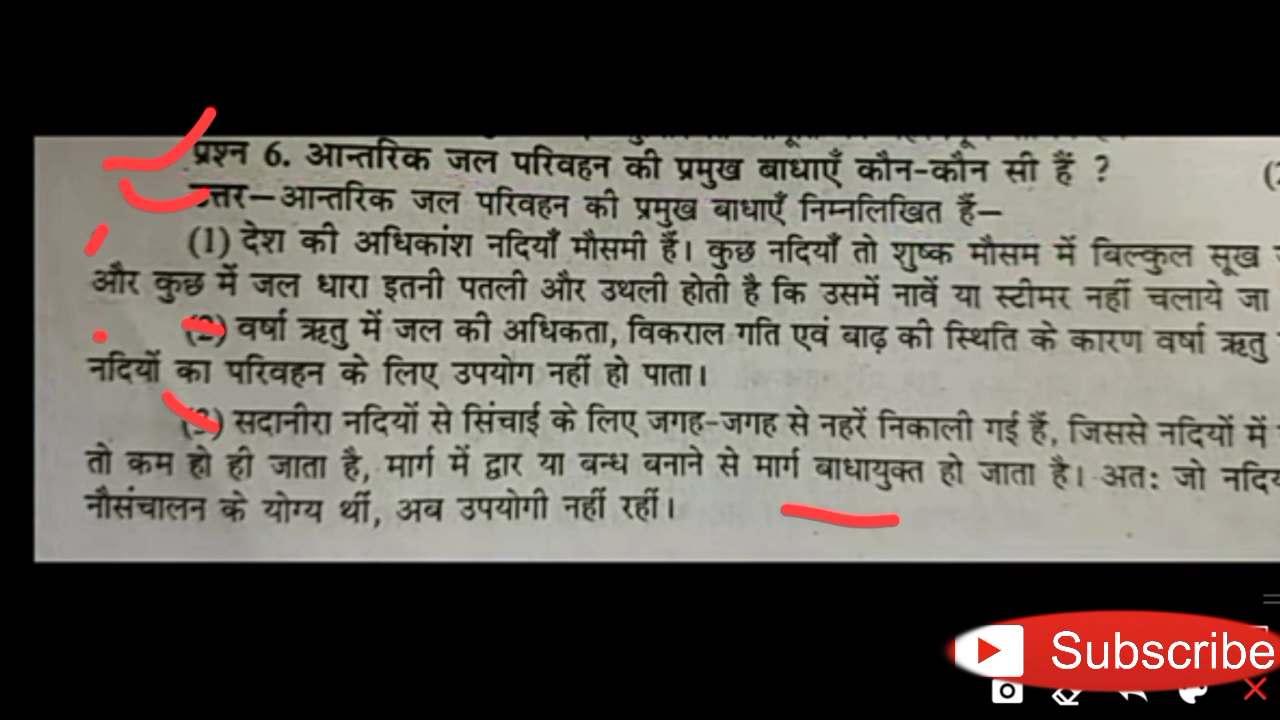 प्रश्न 6. आन्तरिक जल परिवहन की प्रमुख बाधाएँ कौन-कौन सी हैं ?
उत्तर—आन्तरिक जल परिवहन की प्रमुख बाधाएँ निम्नलिखित हैं—
(1) देश की अधिकांश नदियाँ मौसमी हैं। कुछ नदियाँ तो शुष्क मौसम में बिल्कुल सूख
और कुछ में जल धारा इतनी पतली और उथली होती है कि उसमें नावें या स्टीमर नहीं चलाये जा
(2) वर्षा ऋतु में जल की अधिकता, विकराल गति एवं बाढ़ की स्थिति के कारण वर्षा ऋतु
नदियों का परिवहन के लिए उपयोग नहीं हो पाता।
(3) सदानीरा नदियों से सिंचाई के लिए जगह-जगह से नहरें निकाली गई हैं, जिससे नदियों में
तो कम हो ही जाता है, मार्ग में द्वार या बन्ध बनाने से मार्ग बाधायुक्त हो जाता है। अत: जो
नौसंचालन के योग्य थीं, अब उपयोगी नहीं रहीं।
Subscribe